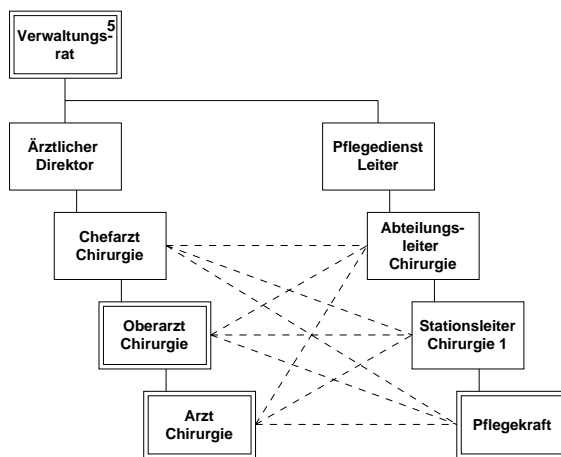 Verwaltungs-
rat
5
Ärztlicher
Direktor
Pflegedienst
Leiter
Chefarzt
Chirurgie
Abteilungs-
leiter
Chirurgie
Oberarzt
Chirurgie
Stationsleiter
Chirurgie 1
Arzt
Chirurgie
Pflegekraft